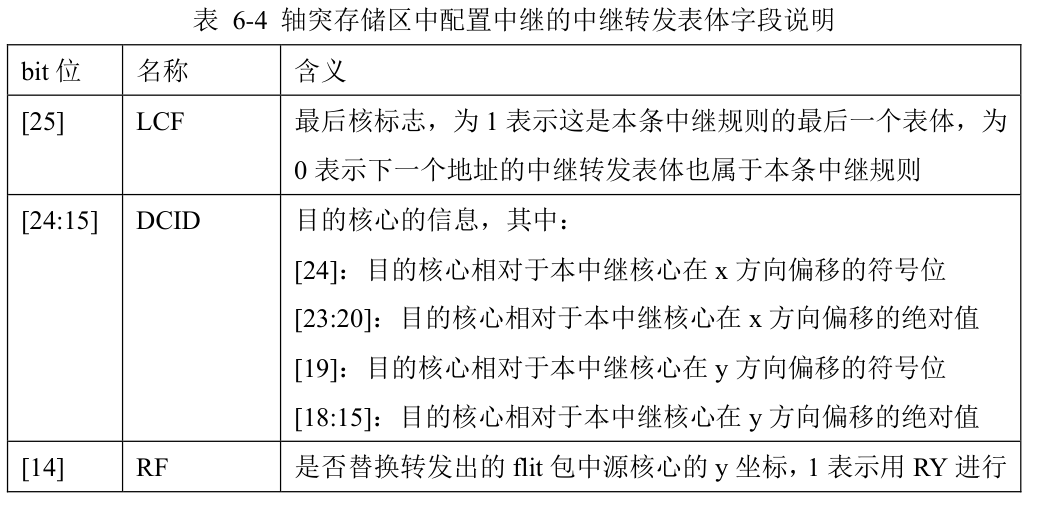 表 6-4 轴突存储区中配置中继的中继转发表体字段说明
bit 位 名称 含义
[25] LCF 最后核标志，为 1 表示这是本条中继规则的最后一个表体，为
0 表示下一个地址的中继转发表体也属于本条中继规则
[24:15] DCID 目的核心的信息，其中：
[24]：目的核心相对于本中继核心在 x 方向偏移的符号位
[23:20]：目的核心相对于本中继核心在 x 方向偏移的绝对值
[19]：目的核心相对于本中继核心在 y 方向偏移的符号位
[18:15]：目的核心相对于本中继核心在 y 方向偏移的绝对值
[14] RF 是否替换转发出的 flit 包中源核心的 y 坐标，1 表示用 RY 进行